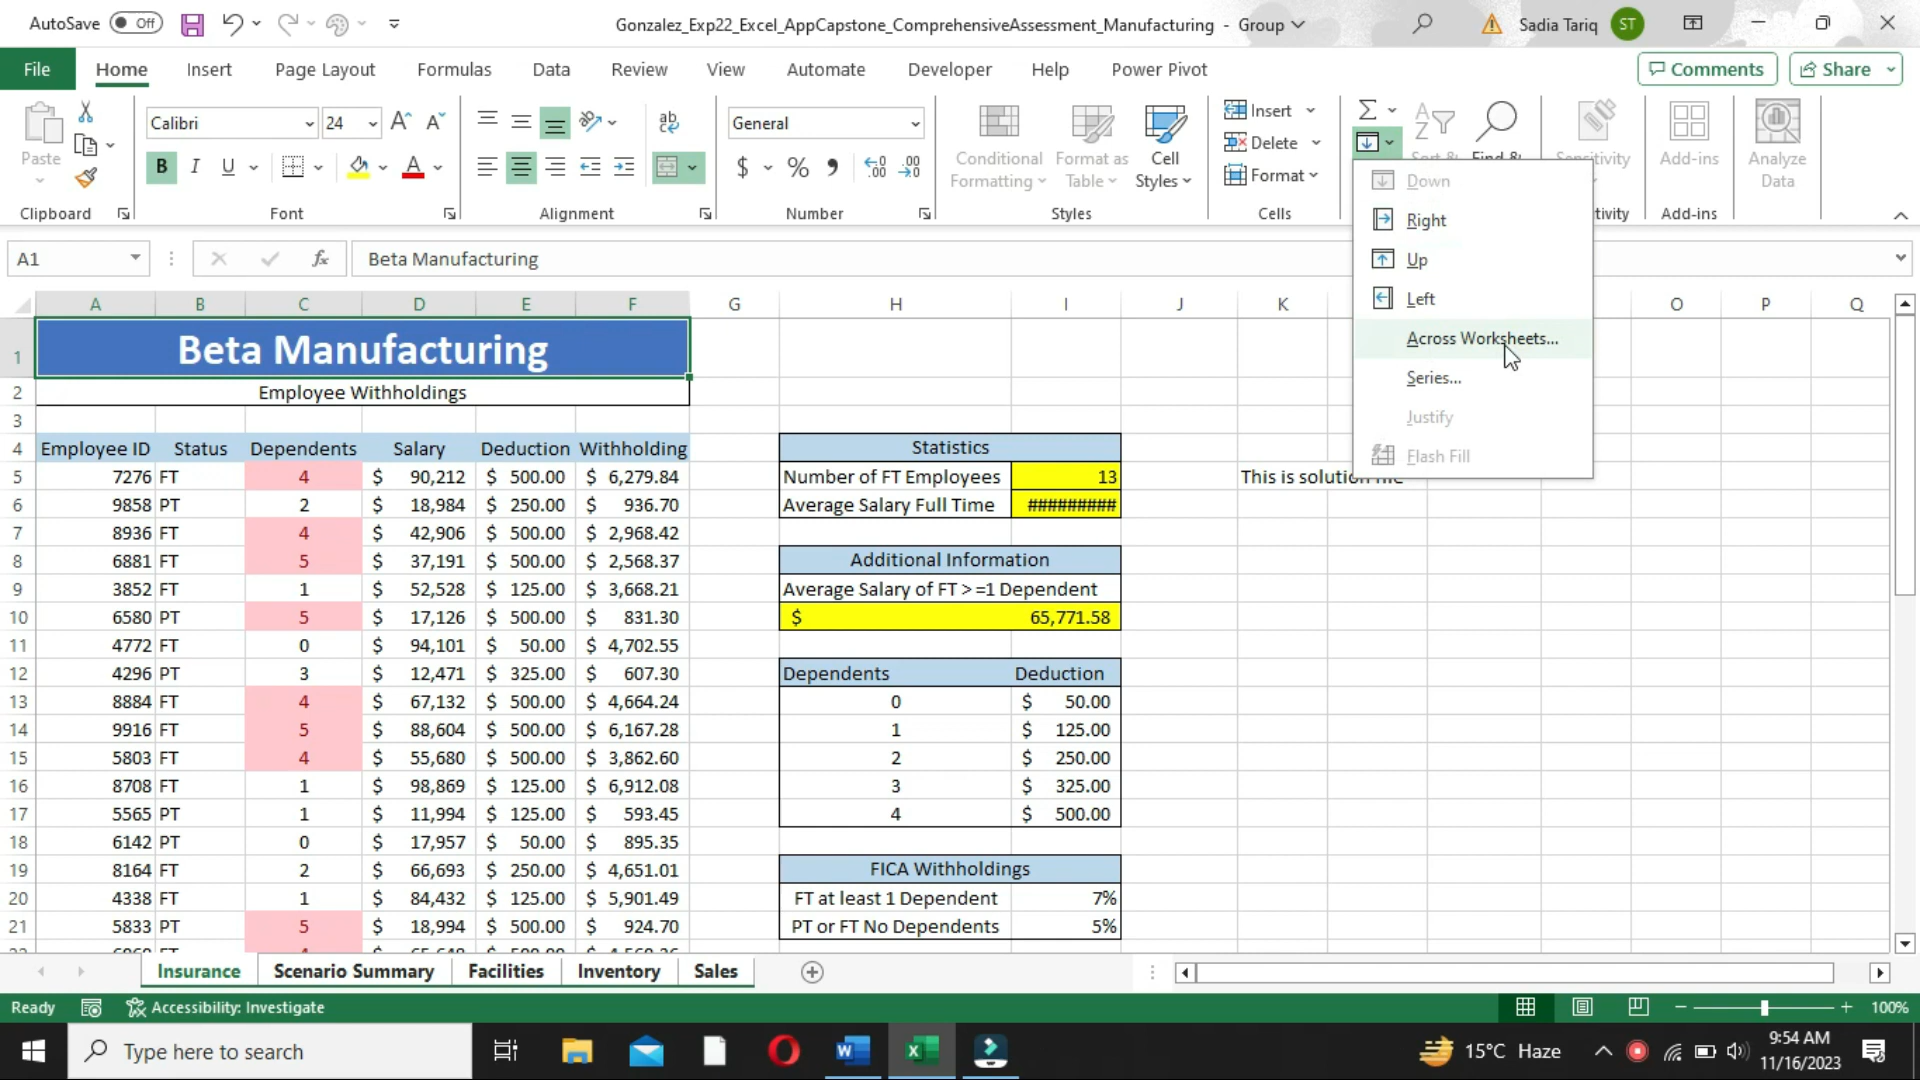 AutoSave Off
Gonzalez_Exp22_Excel_AppCapstone_ComprehensiveAssessment_Manufacturing - Group
Sadia Tariq ST
File Home Insert Page Layout Formulas Data Review View Automate Developer Help Power Pivot
Comments Share
Paste
Calibri 24
General
Conditional Formatting
Format as Table
Cell Styles
Insert
Delete
Format
Add-ins
Analyze Data
Clipboard Font Alignment Number Styles Cells Add-ins
Down
Right
Up
Left
Across Worksheets...
Series...
Justify
Flash Fill
A1 fx Beta Manufacturing
A B C D E F G H I J K O P Q
1 Beta Manufacturing
2 Employee Withholdings
3
4 Employee ID Status Dependents Salary Deduction Withholding Statistics
5 7276 FT 4 $ 90,212 $ 500.00 $ 6,279.84 Number of FT Employees 13 This is solution file
6 9858 PT 2 $ 18,984 $ 250.00 $ 936.70 Average Salary Full Time #########
7 8936 FT 4 $ 42,906 $ 500.00 $ 2,968.42
8 6881 FT 5 $ 37,191 $ 500.00 $ 2,568.37 Additional Information
9 3852 FT 1 $ 52,528 $ 125.00 $ 3,668.21 Average Salary of FT > =1 Dependent
10 6580 PT 5 $ 17,126 $ 500.00 $ 831.30 $ 65,771.58
11 4772 FT 0 $ 94,101 $ 50.00 $ 4,702.55
12 4296 PT 3 $ 12,471 $ 325.00 $ 607.30 Dependents Deduction
13 8884 FT 4 $ 67,132 $ 500.00 $ 4,664.24 0 $ 50.00
14 9916 FT 5 $ 88,604 $ 500.00 $ 6,167.28 1 $ 125.00
15 5803 FT 4 $ 55,680 $ 500.00 $ 3,862.60 2 $ 250.00
16 8708 FT 1 $ 98,869 $ 125.00 $ 6,912.08 3 $ 325.00
17 5565 PT 1 $ 11,994 $ 125.00 $ 593.45 4 $ 500.00
18 6142 PT 0 $ 17,957 $ 50.00 $ 895.35
19 8164 FT 2 $ 66,693 $ 250.00 $ 4,651.01 FICA Withholdings
20 4338 FT 1 $ 84,432 $ 125.00 $ 5,901.49 FT at least 1 Dependent 7%
21 5833 PT 5 $ 18,994 $ 500.00 $ 924.70 PT or FT No Dependents 5%
Insurance Scenario Summary Facilities Inventory Sales
Ready Accessibility: Investigate 100%
Type here to search
15°C Haze
9:54 AM
11/16/2023